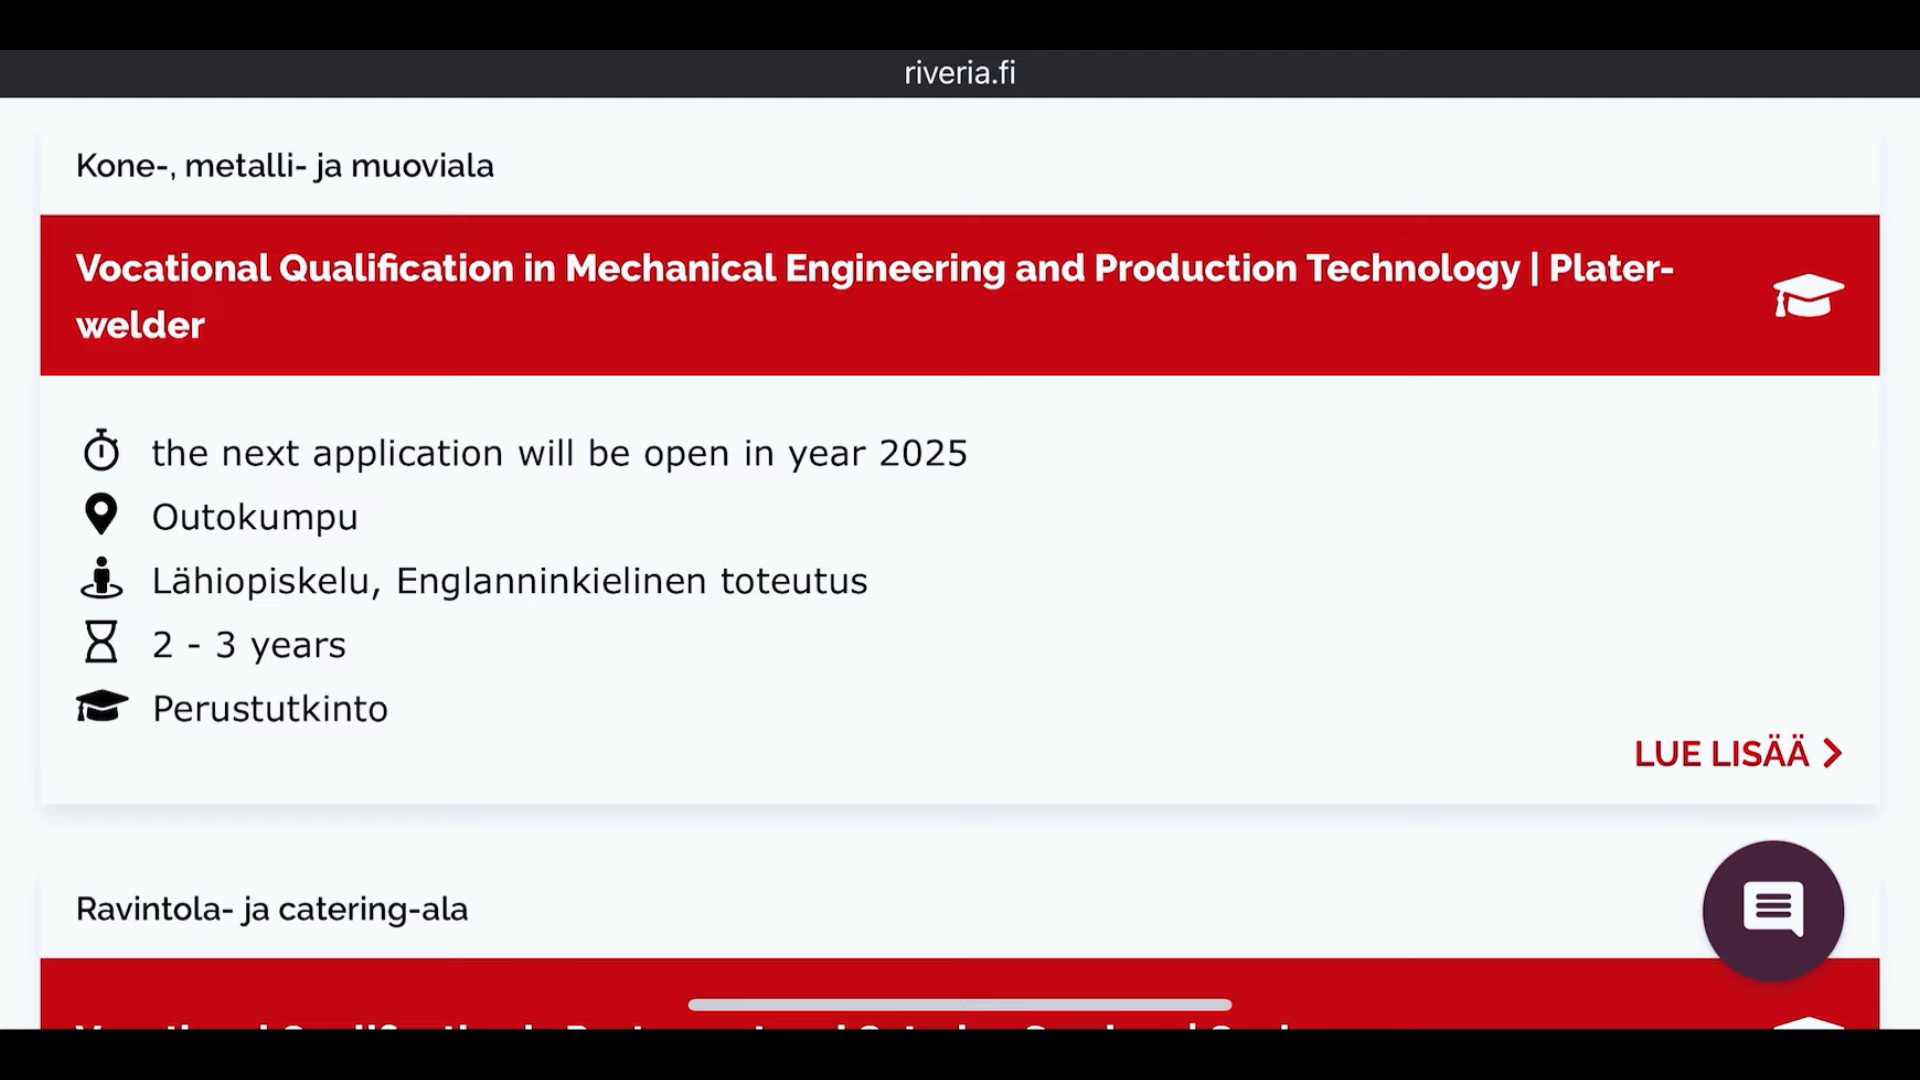 riveria.fi
Kone-, metalli- ja muoviala
Vocational Qualification in Mechanical Engineering and Production Technology | Plater-
welder
the next application will be open in year 2025
Outokumpu
Lähiopiskelu, Englanninkielinen toteutus
2 - 3 years
Perustutkinto
LUE LISÄÄ
Ravintola- ja catering-ala